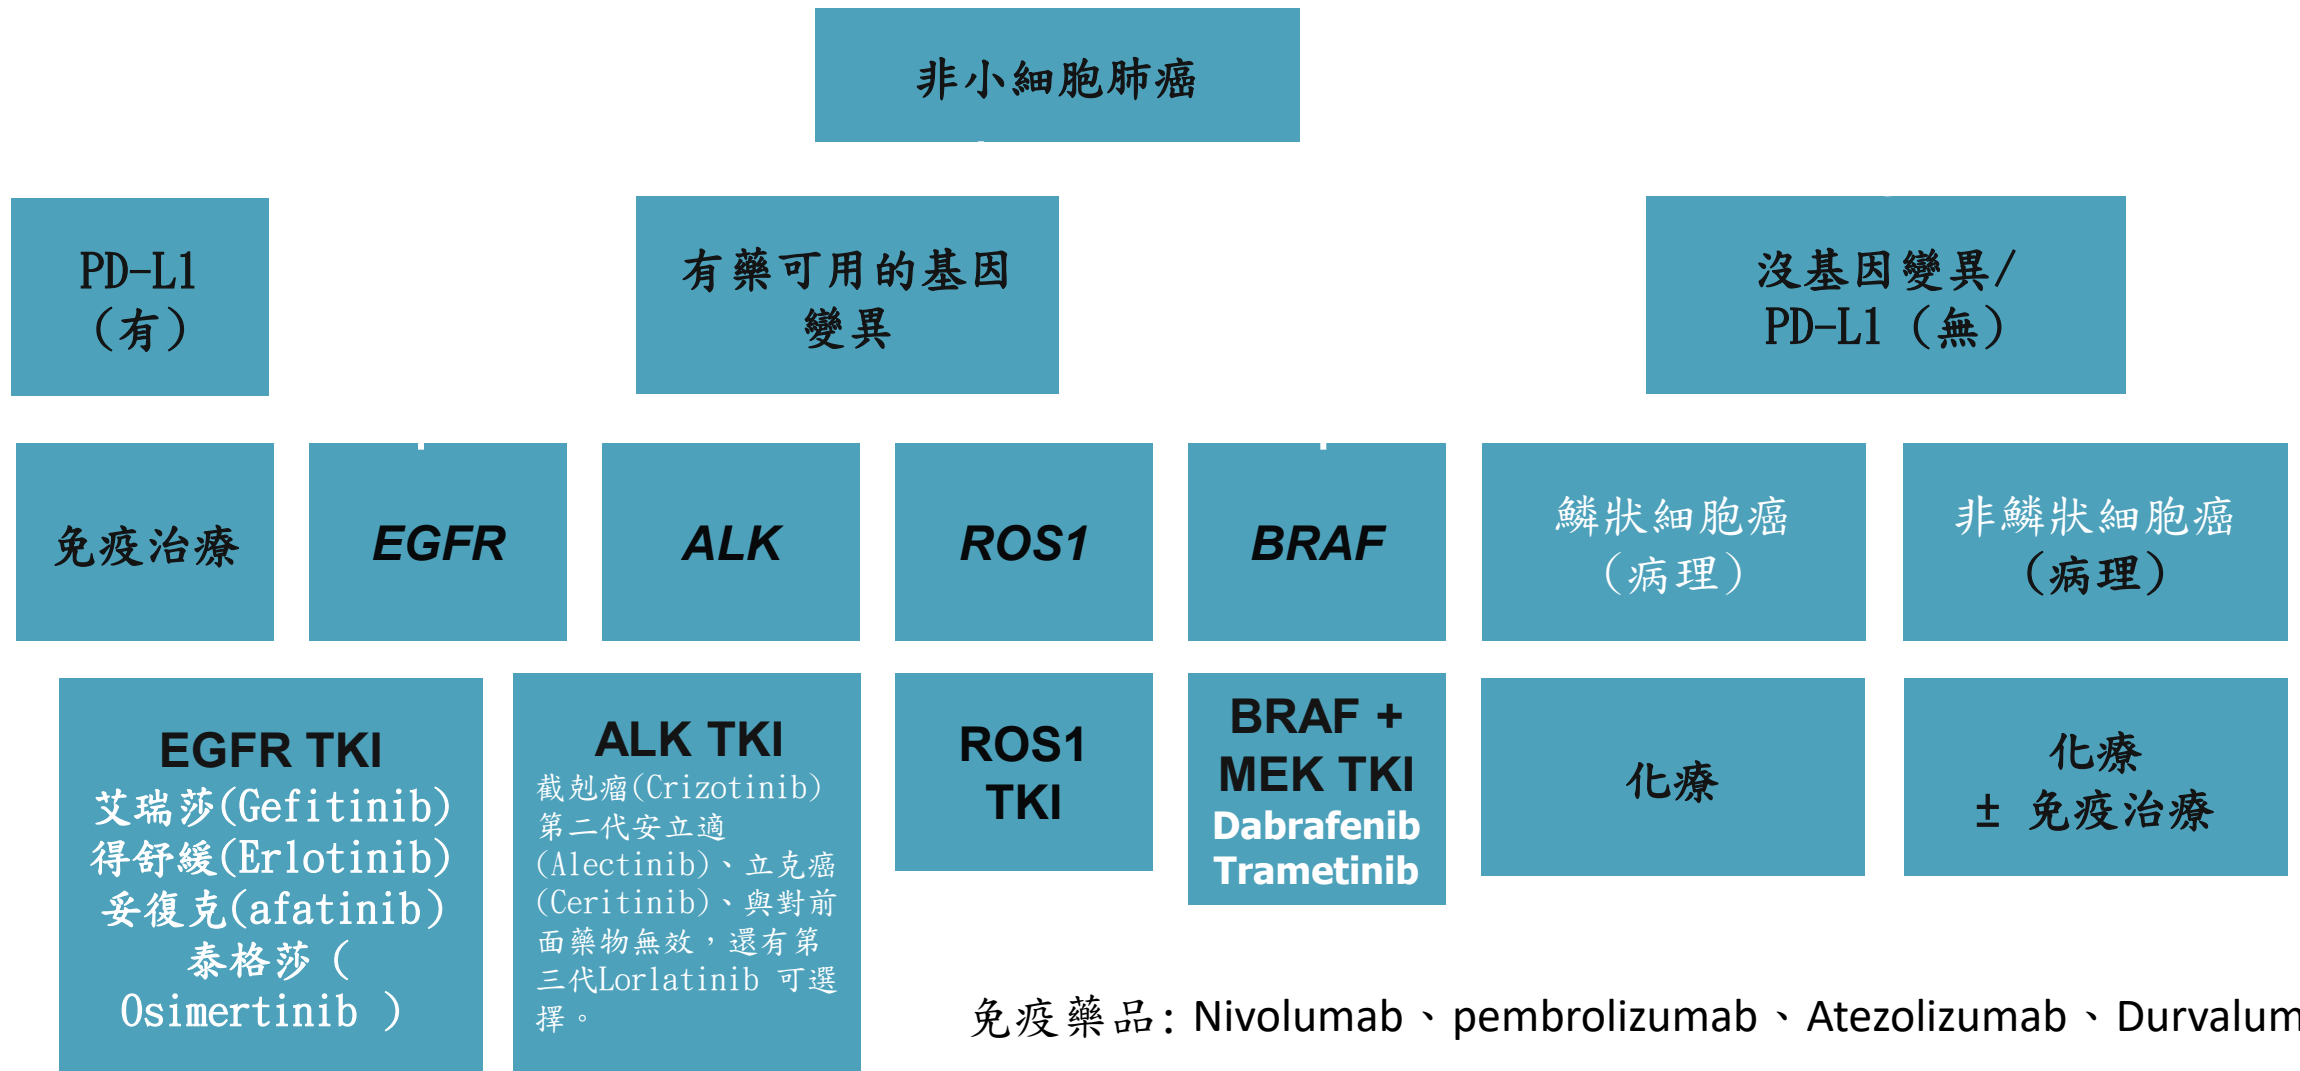 非小細胞肺癌
PD-L1
(有)
有藥可用的基因
變異
沒基因變異/
PD-L1 (無)
免疫治療
EGFR
ALK
ROS1
BRAF
鱗狀細胞癌
(病理)
非鱗狀細胞癌
(病理)
EGFR TKI
艾瑞莎(Gefitinib)
得舒緩(Erlotinib)
妥復克(afatinib)
泰格莎 (
Osimertinib )
ALK TKI
截剋瘤(Crizotinib)
第二代安立適
(Alectinib)、立克癌
(Ceritinib)、與對前
面藥物無效，還有第
三代Lorlatinib 可選
擇。
ROS1
TKI
BRAF +
MEK TKI
Dabrafenib
Trametinib
化療
化療
± 免疫治療
免疫藥品: Nivolumab、pembrolizumab、Atezolizumab、Durvalum